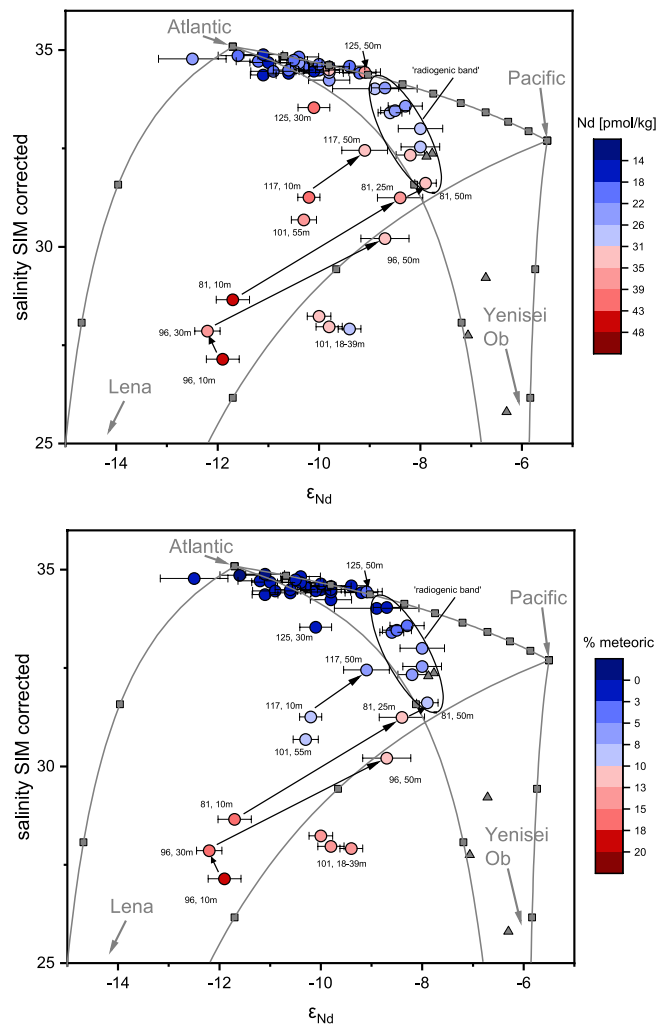 Atlantic
125, 50m
'radiogenic band'
Pacific
125, 30m
117, 50m
117, 10m
81, 25m
81, 50m
101, 55m
96, 50m
81, 10m
96, 30m
101, 18-39m
96, 10m
Yenisei
Ob
Lena
35
30
25
-14
-12
-10
-8
-6
salinity SIM corrected
εNd
Nd [pmol/kg]
14
18
22
26
31
35
39
43
48
Atlantic
125, 50m
'radiogenic band'
Pacific
125, 30m
117, 50m
117, 10m
81, 25m
81, 50m
101, 55m
96, 50m
81, 10m
96, 30m
101, 18-39m
96, 10m
Yenisei
Ob
Lena
35
30
25
-14
-12
-10
-8
-6
salinity SIM corrected
εNd
% meteoric
0
3
5
8
10
13
15
18
20